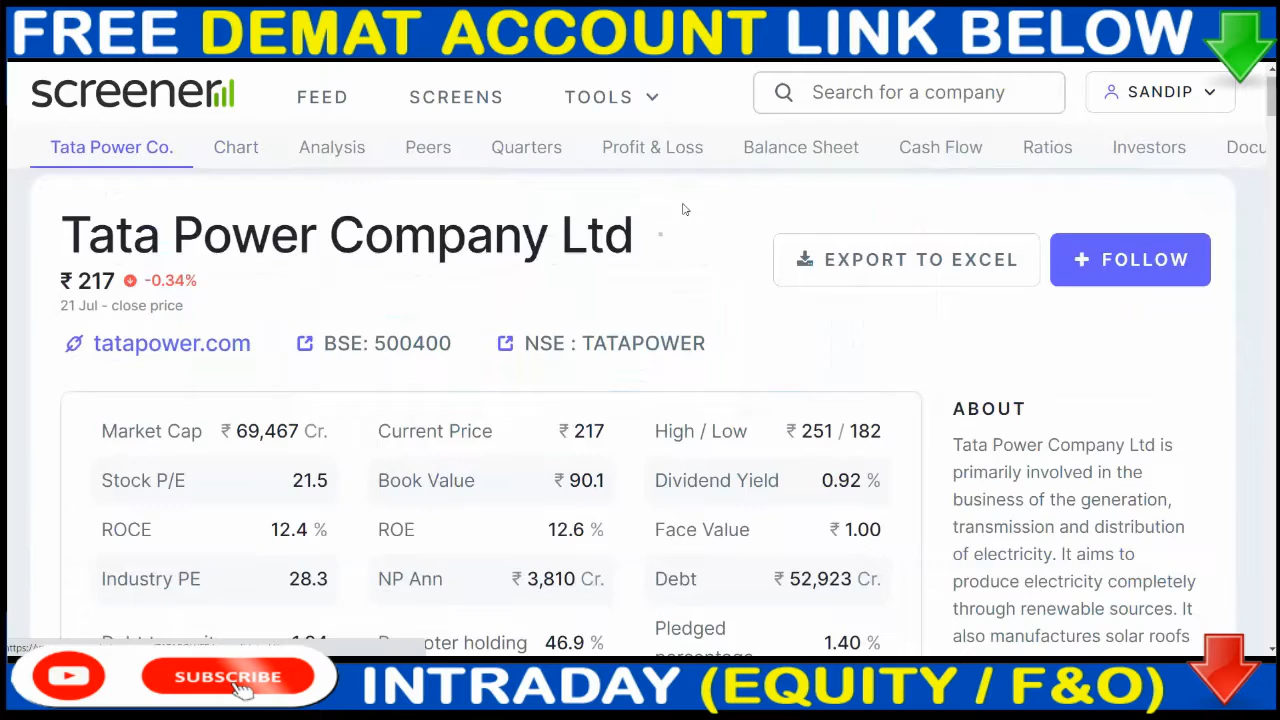 FREE DEMAT ACCOUNT LINK BELOW
screener
FEED SCREENS TOOLS
Search for a company
SANDIP
Tata Power Co. Chart Analysis Peers Quarters Profit & Loss Balance Sheet Cash Flow Ratios Investors Docu
Tata Power Company Ltd
₹ 217 -0.34%
21 Jul - close price
EXPORT TO EXCEL
+ FOLLOW
tatapower.com BSE: 500400 NSE : TATAPOWER
Market Cap ₹ 69,467 Cr. Current Price ₹ 217 High / Low ₹ 251 / 182
Stock P/E 21.5 Book Value ₹ 90.1 Dividend Yield 0.92 %
ROCE 12.4 % ROE 12.6 % Face Value ₹ 1.00
Industry PE 28.3 NP Ann ₹ 3,810 Cr. Debt ₹ 52,923 Cr.
holding 46.9 % Pledged 1.40 %
ABOUT
Tata Power Company Ltd is
primarily involved in the
business of the generation,
transmission and distribution
of electricity. It aims to
produce electricity completely
through renewable sources. It
also manufactures solar roofs
SUBSCRIBE
INTRADAY (EQUITY / F&O)